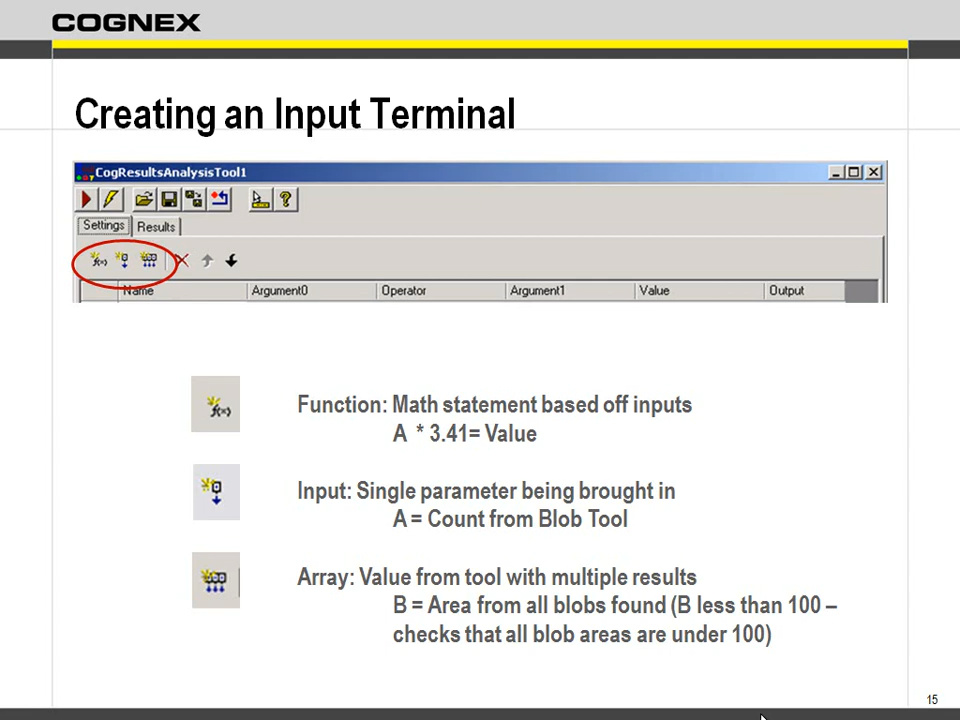 COGNEX
Creating an Input Terminal
CogResultsAnalysisTool1
Settings Results
f(x)
Name Argument0 Operator Argument1 Value Output
f(x)
Function: Math statement based off inputs
A * 3.41= Value
Input: Single parameter being brought in
A = Count from Blob Tool
Array: Value from tool with multiple results
B = Area from all blobs found (B less than 100 –
checks that all blob areas are under 100)
15